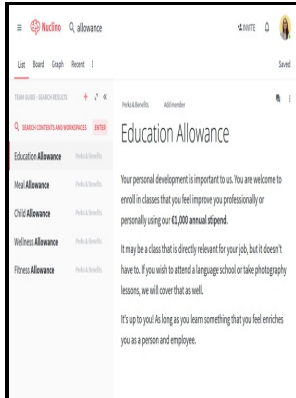 Nuclino allowance INVITE
List Board Graph Recent Saved
TEAM GUIDE - SEARCH RESULTS
SEARCH CONTENTS AND WORKSPACES ENTER
Education Allowance Perks & Benefits
Meal Allowance Perks & Benefits
Child Allowance Perks & Benefits
Wellness Allowance Perks & Benefits
Fitness Allowance Perks & Benefits
Perks & Benefits Add member
Education Allowance
Your personal development is important to us. You are welcome to
enroll in classes that you feel improve you professionally or
personally using our €1,000 annual stipend.
It may be a class that is directly relevant for your job, but it doesn't
have to. If you wish to attend a language school or take photography
lessons, we will cover that as well.
It's up to you! As long as you learn something that you feel enriches
you as a person and employee.